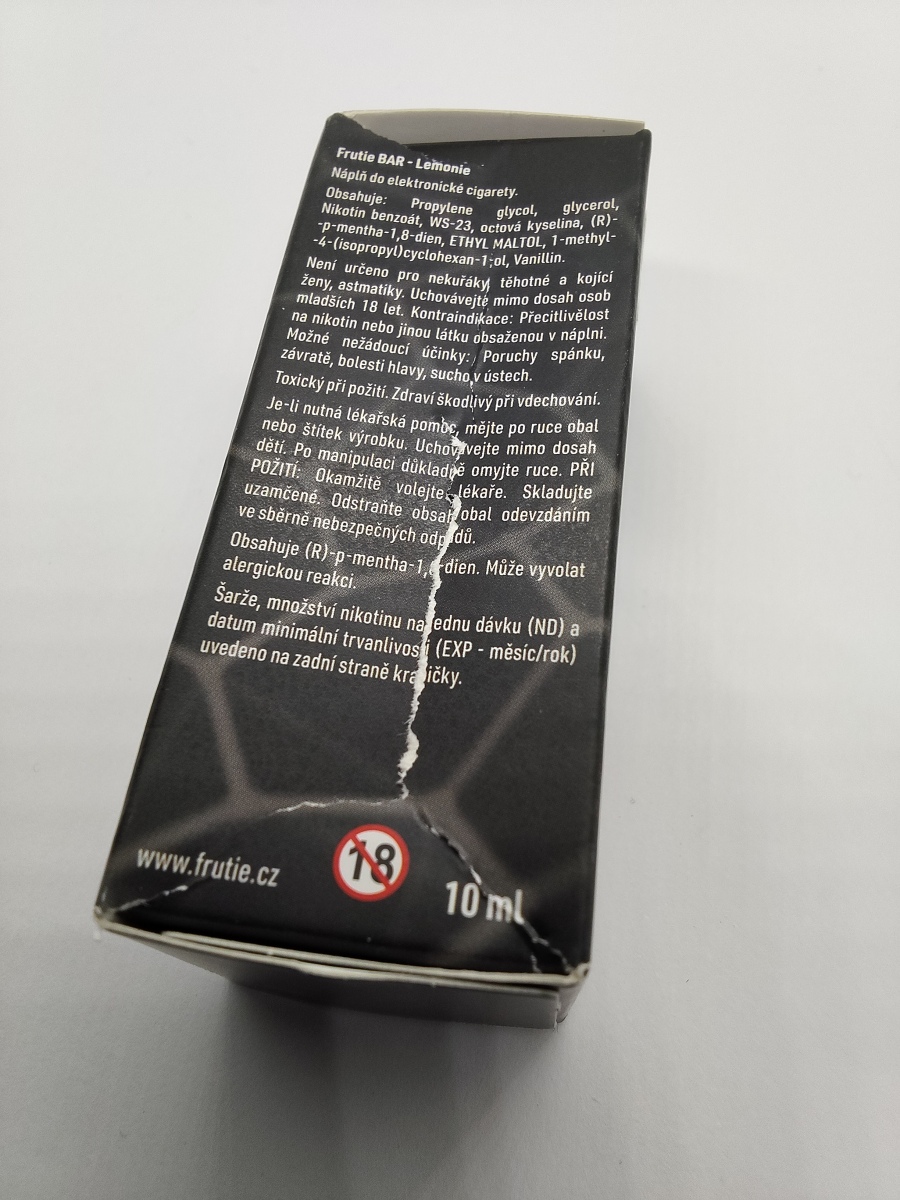 Frutie BAR - Lemonie
Náplň do elektronické cigarety.
Obsahuje: Propylene glycol, glycerol,
Nikotin benzoát, WS-23, octová kyselina, (R)-
-p-mentha-1,8-dien, ETHYL MALTOL, 1-methyl-
-4-(isopropyl)cyclohexan-1-ol, Vanillin.
Není určeno pro nekuřáky, těhotné a kojící
ženy, astmatiky. Uchovávejte mimo dosah osob
mladších 18 let. Kontraindikace: Přecitlivělost
na nikotin nebo jinou látku obsaženou v náplni.
Možné nežádoucí účinky: Poruchy spánku,
závratě, bolesti hlavy, sucho v ústech.
Toxický při požití. Zdraví škodlivý při vdechování.
Je-li nutná lékařská pomoc, mějte po ruce obal
nebo štítek výrobku. Uchovávejte mimo dosah
dětí. Po manipulaci důkladně omyjte ruce. PŘI
POŽITÍ: Okamžitě volejte lékaře. Skladujte
uzamčené. Odstraňte obsah/obal odevzdáním
ve sběrně nebezpečných odpadů.
Obsahuje (R)-p-mentha-1,8-dien. Může vyvolat
alergickou reakci.
Šarže, množství nikotinu na jednu dávku (ND) a
datum minimální trvanlivosti (EXP - měsíc/rok)
uvedeno na zadní straně krabičky.
www.frutie.cz
18
10 ml